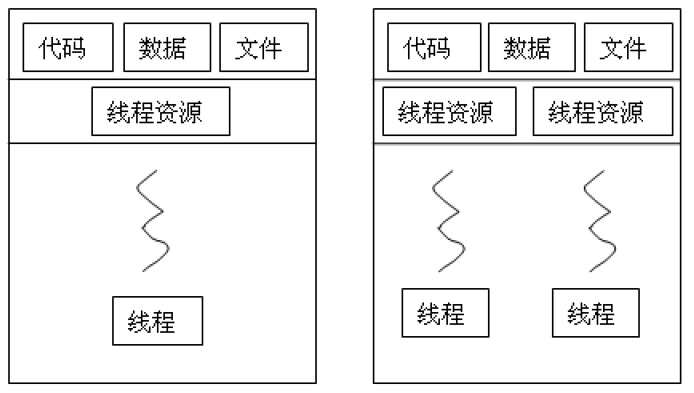 代码 数据 文件
线程资源
线程
代码 数据 文件
线程资源 线程资源
线程 线程